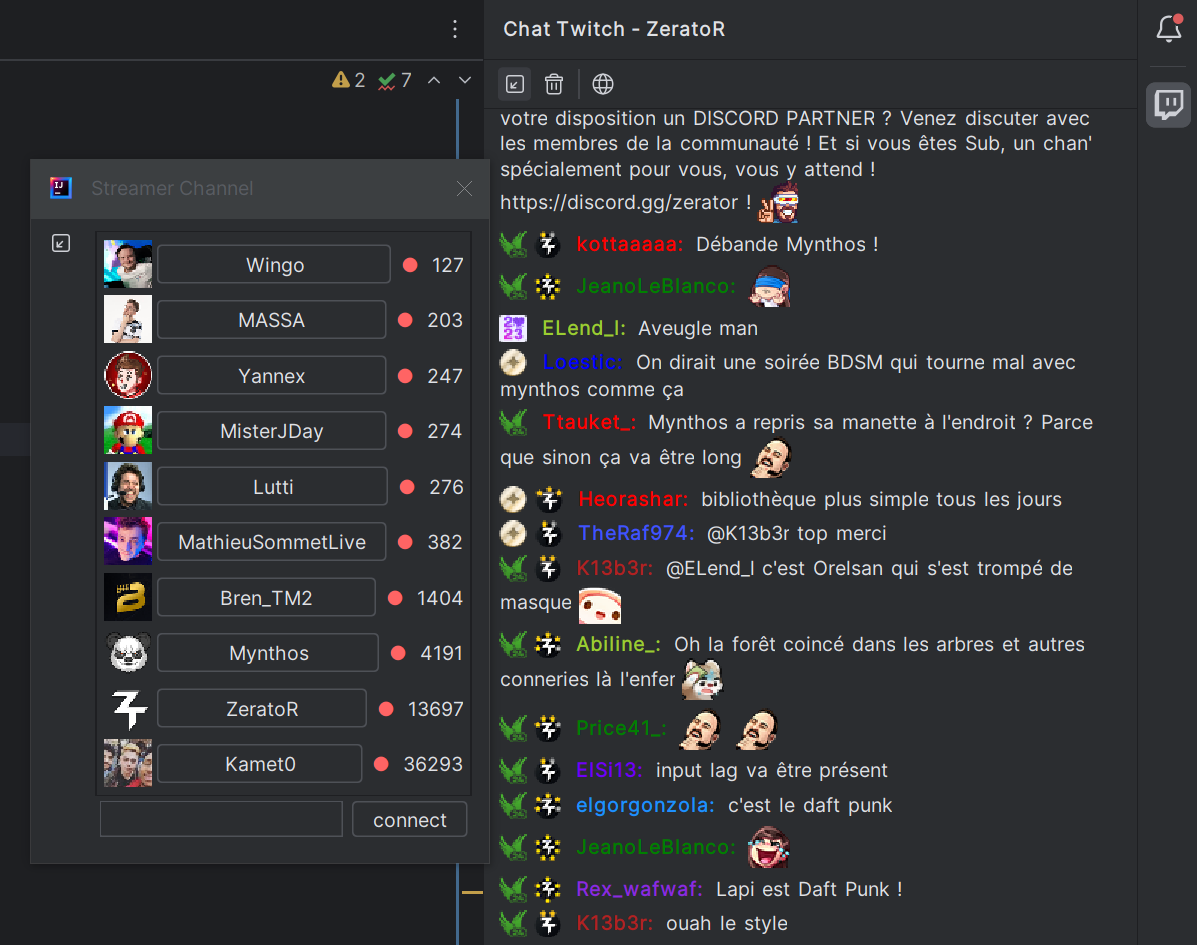 Chat Twitch - ZeratoR
2 7
votre disposition un DISCORD PARTNER ? Venez discuter avec
les membres de la communauté ! Et si vous êtes Sub, un chan'
spécialement pour vous, vous y attend !
https://discord.gg/zerator !
kottaaaaa: Débande Mynthos !
JeanoLeBlanco:
ELend_I: Aveugle man
Loestic: On dirait une soirée BDSM qui tourne mal avec
mynthos comme ça
Ttauket_: Mynthos a repris sa manette à l'endroit ? Parce
que sinon ça va être long
Heorashar: bibliothèque plus simple tous les jours
TheRaf974: @K13b3r top merci
K13b3r: @ELend_I c'est Orelsan qui s'est trompé de
masque
Abiline_: Oh la forêt coincé dans les arbres et autres
conneries là l'enfer
Price41_:
ElSi13: input lag va être présent
elgorgonzola: c'est le daft punk
JeanoLeBlanco:
Rex_wafwaf: Lapi est Daft Punk !
K13b3r: ouah le style
IJ Streamer Channel
Wingo 127
MASSA 203
Yannex 247
MisterJDay 274
Lutti 276
MathieuSommetLive 382
Bren_TM2 1404
Mynthos 4191
ZeratoR 13697
Kamet0 36293
connect